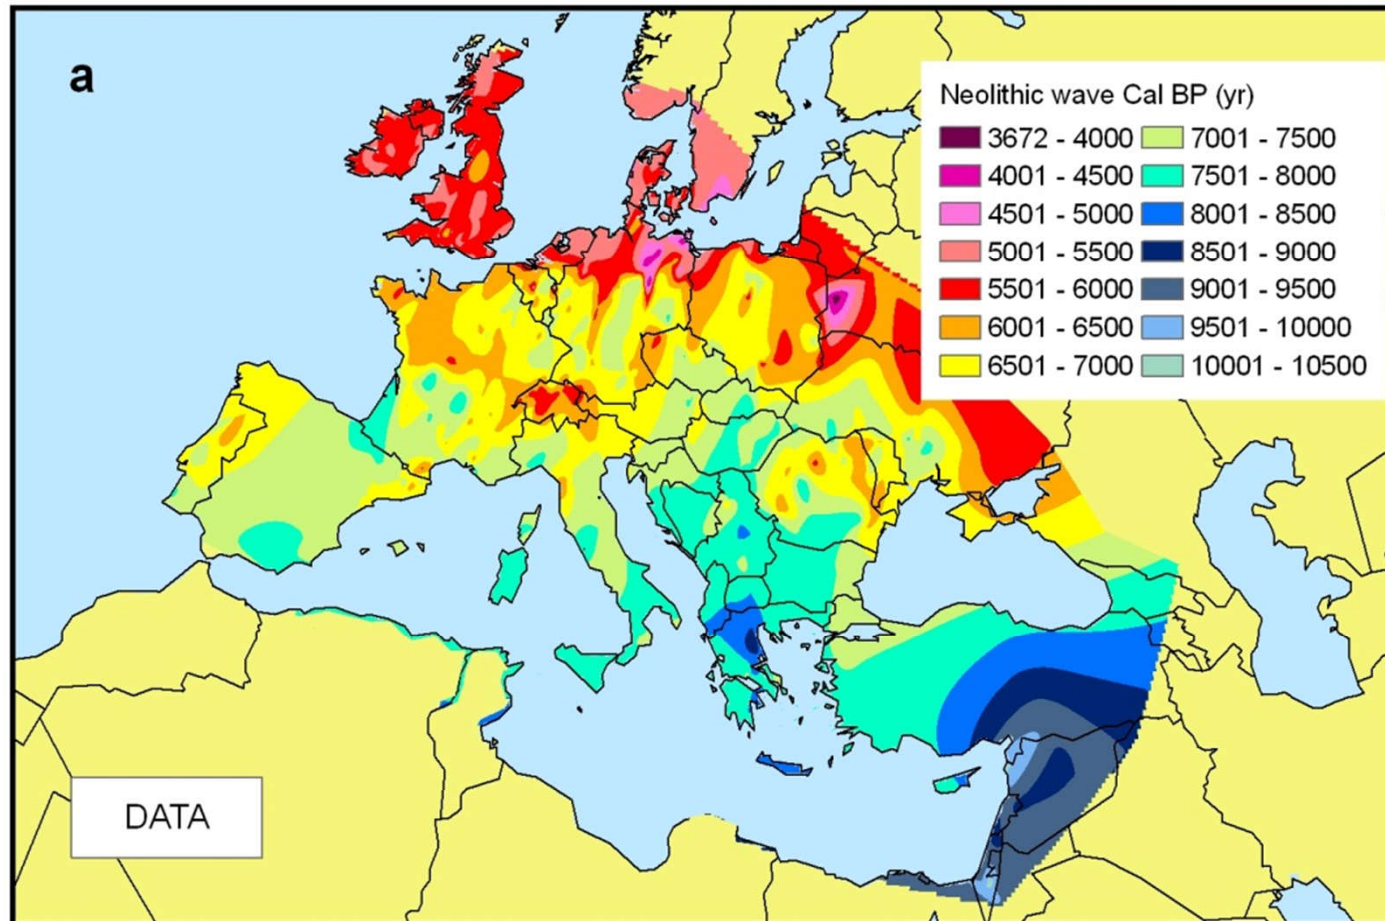 a
Neolithic wave Cal BP (yr)
3672 - 4000 7001 - 7500
4001 - 4500 7501 - 8000
4501 - 5000 8001 - 8500
5001 - 5500 8501 - 9000
5501 - 6000 9001 - 9500
6001 - 6500 9501 - 10000
6501 - 7000 10001 - 10500
DATA